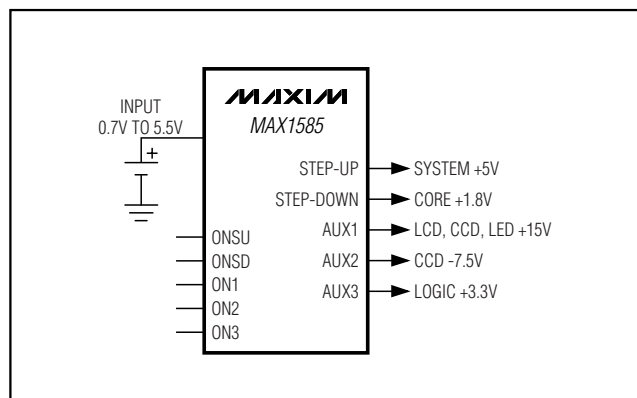 MAXIM
MAX1585
INPUT
0.7V TO 5.5V
+
STEP-UP
SYSTEM +5V
STEP-DOWN
CORE +1.8V
AUX1
LCD, CCD, LED +15V
AUX2
CCD -7.5V
AUX3
LOGIC +3.3V
ONSU
ONSD
ON1
ON2
ON3